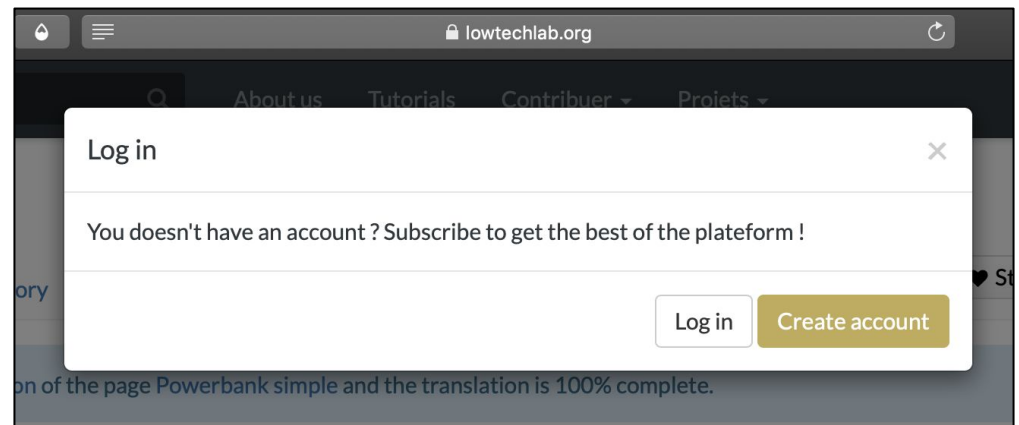 lowtechlab.org
About us Tutorials Contribuer Projets
Log in
You doesn't have an account ? Subscribe to get the best of the plateform !
ory
St
Log in Create account
on of the page Powerbank simple and the translation is 100% complete.